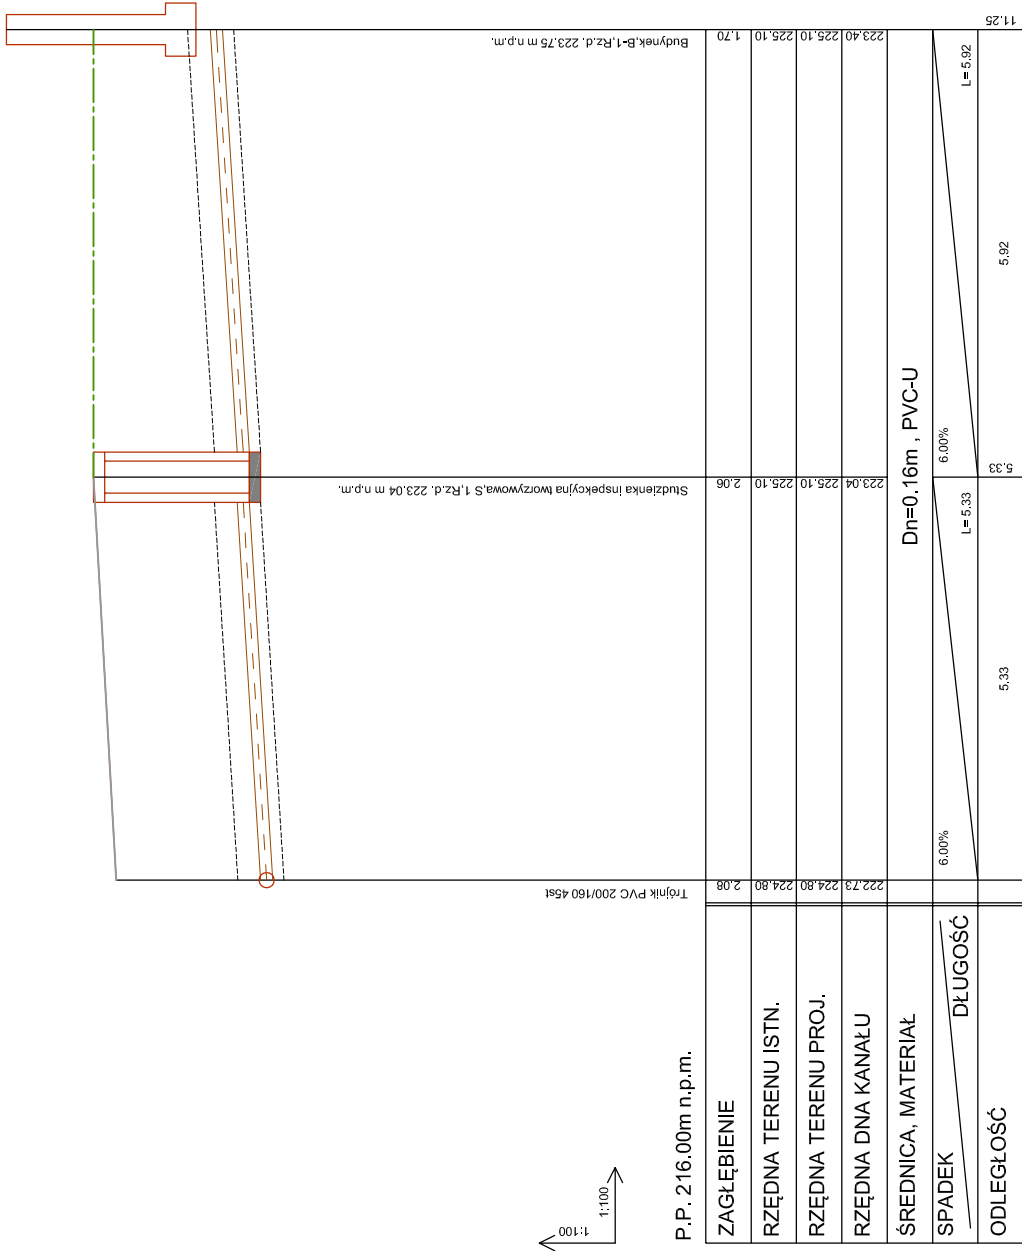 Budynek,B-1,Rz.d. 223.75 m n.p.m.
Studzienka inspekcyjna tworzywowa,S 1,Rz.d. 223.04 m n.p.m.
Trójnik PVC 200/160 45st
1:100
1:100
P.P. 216.00m n.p.m.
ZAGŁĘBIENIE
2.08
2.06
1.70
RZĘDNA TERENU ISTN.
224.80
225.10
225.10
RZĘDNA TERENU PROJ.
224.80
225.10
225.10
RZĘDNA DNA KANAŁU
222.73
223.04
223.40
ŚREDNICA, MATERIAŁ
Dn=0.16m , PVC-U
SPADEK
DŁUGOŚĆ
6.00%
L= 5.33
6.00%
L= 5.92
ODLEGŁOŚĆ
5.33
5.33
5.92
11.25